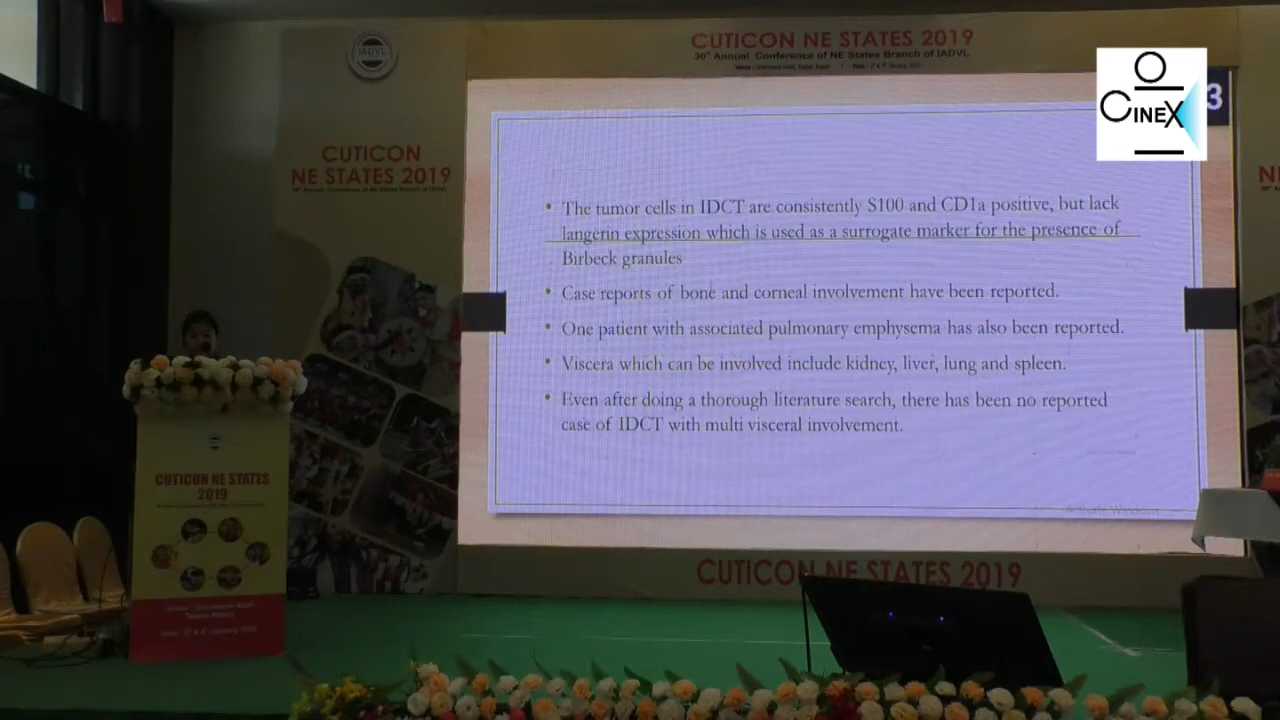 IADVL
CUTICON NE STATES 2019
30th Annual Conference of NE States Branch of IADVL
CINEX
3
CUTICON
NE STATES 2019
• The tumor cells in IDCT are consistently S100 and CD1a positive, but lack
langerin expression which is used as a surrogate marker for the presence of
Birbeck granules
• Case reports of bone and corneal involvement have been reported.
• One patient with associated pulmonary emphysema has also been reported.
• Viscera which can be involved include kidney, liver, lung and spleen.
• Even after doing a thorough literature search, there has been no reported
case of IDCT with multi visceral involvement.
Activate Windows
CUTICON NE STATES 2019
CUTICON NE STATES
2019